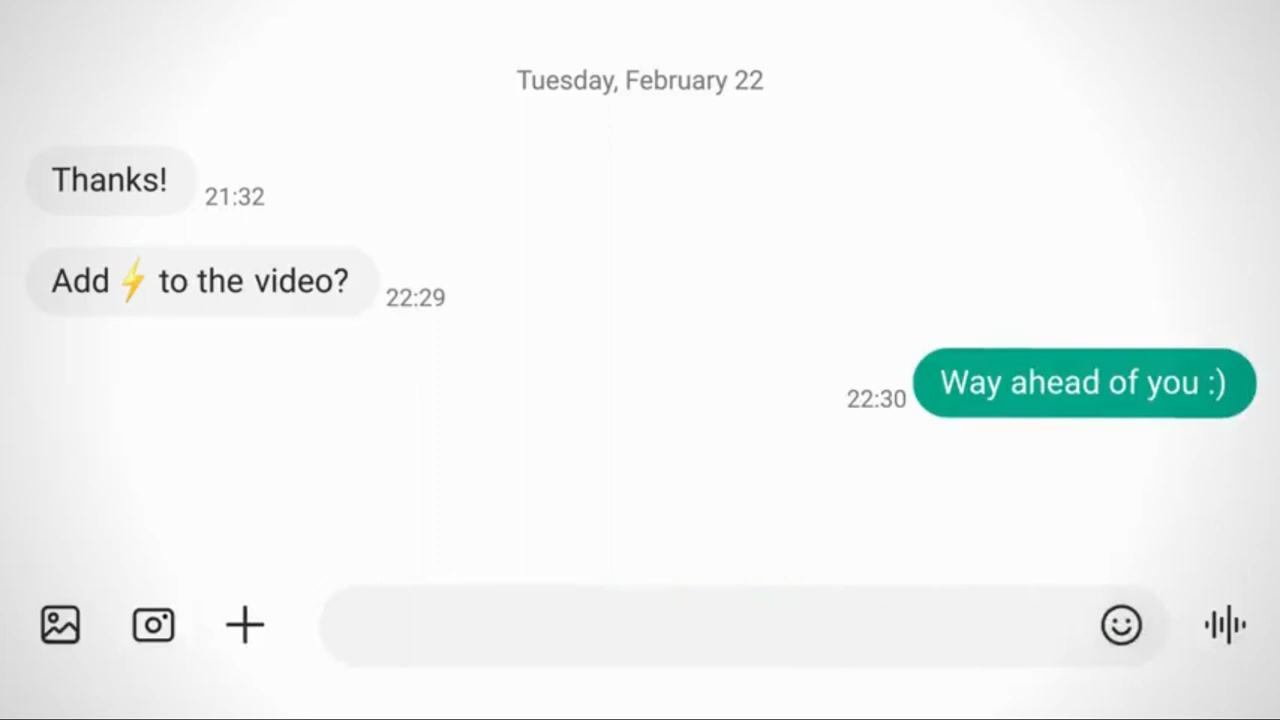 Tuesday, February 22
Thanks!
21:32
Add ⚡ to the video?
22:29
22:30
Way ahead of you :)